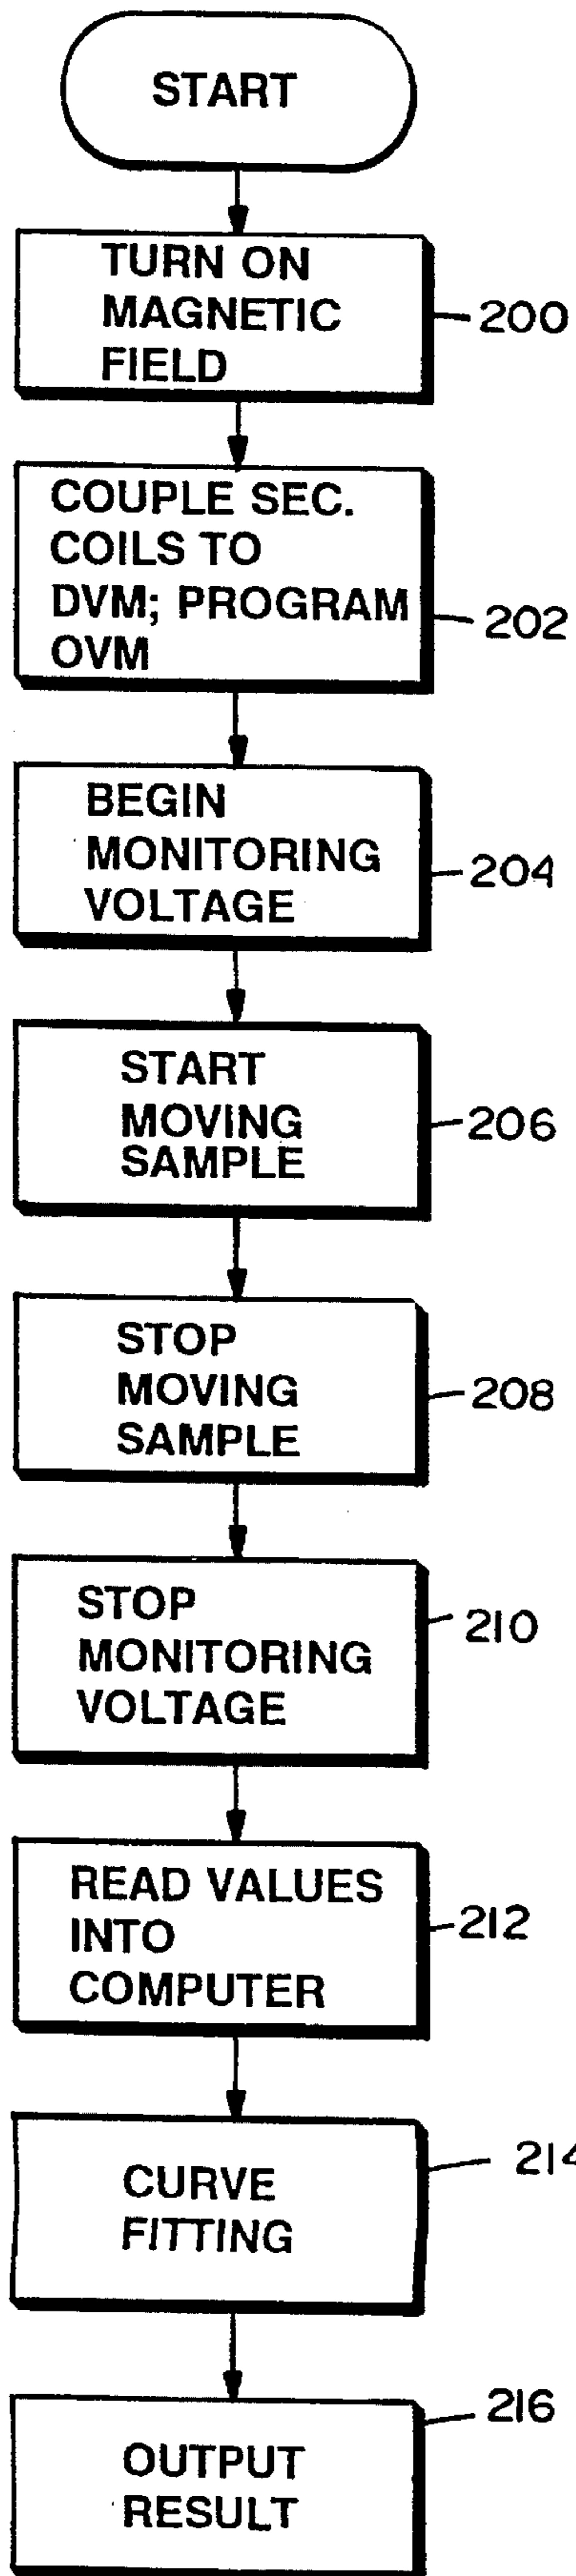 START
TURN ON
MAGNETIC
FIELD
200
COUPLE SEC.
COILS TO
DVM; PROGRAM
OVM
202
BEGIN
MONITORING
VOLTAGE
204
START
MOVING
SAMPLE
206
STOP
MOVING
SAMPLE
208
STOP
MONITORING
VOLTAGE
210
READ VALUES
INTO
COMPUTER
212
CURVE
FITTING
214
OUTPUT
RESULT
216